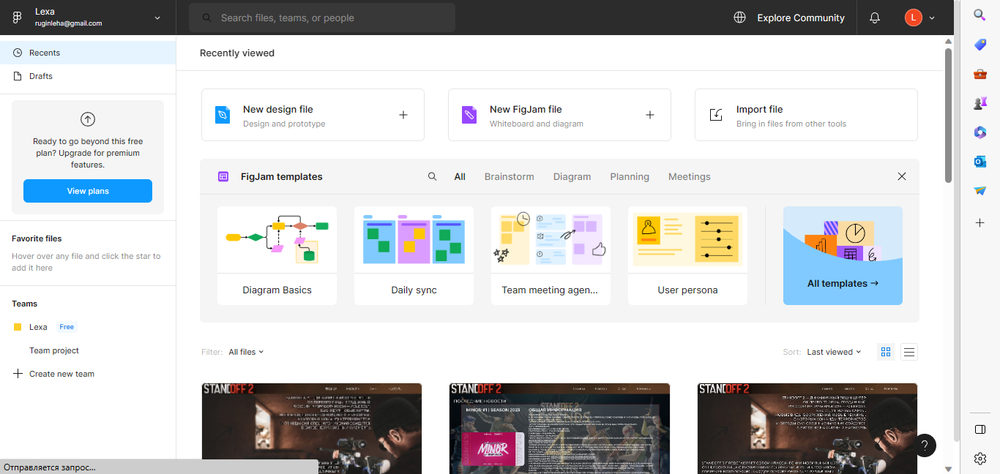 Lexa
ruginleha@gmail.com
Search files, teams, or people
Explore Community
L
Recents
Drafts
Ready to go beyond this free
plan? Upgrade for premium
features.
View plans
Favorite files
Hover over any file and click the star to
add it here
Teams
Lexa Free
Team project
Create new team
Recently viewed
New design file
Design and prototype
New FigJam file
Whiteboard and diagram
Import file
Bring in files from other tools
FigJam templates
All Brainstorm Diagram Planning Meetings
Diagram Basics
Daily sync
Team meeting agen...
User persona
All templates →
Filter: All files
Sort: Last viewed
STANDOFF 2
STANDOFF 2
ПОСЛЕДНИЕ НОВОСТИ
MINOR #1 | SEASON 2023
ОБЩАЯ ИНФОРМАЦИЯ
MINOR
STANDOFF 2
?
Отправляется запрос...